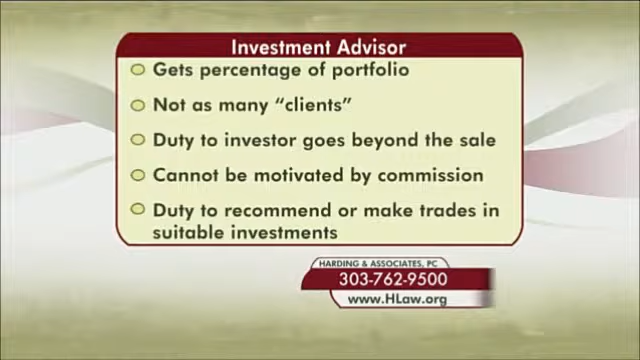 Investment Advisor
Gets percentage of portfolio
Not as many “clients”
Duty to investor goes beyond the sale
Cannot be motivated by commission
Duty to recommend or make trades in
suitable investments
HARDING & ASSOCIATES, PC
303-762-9500
www.HLaw.org